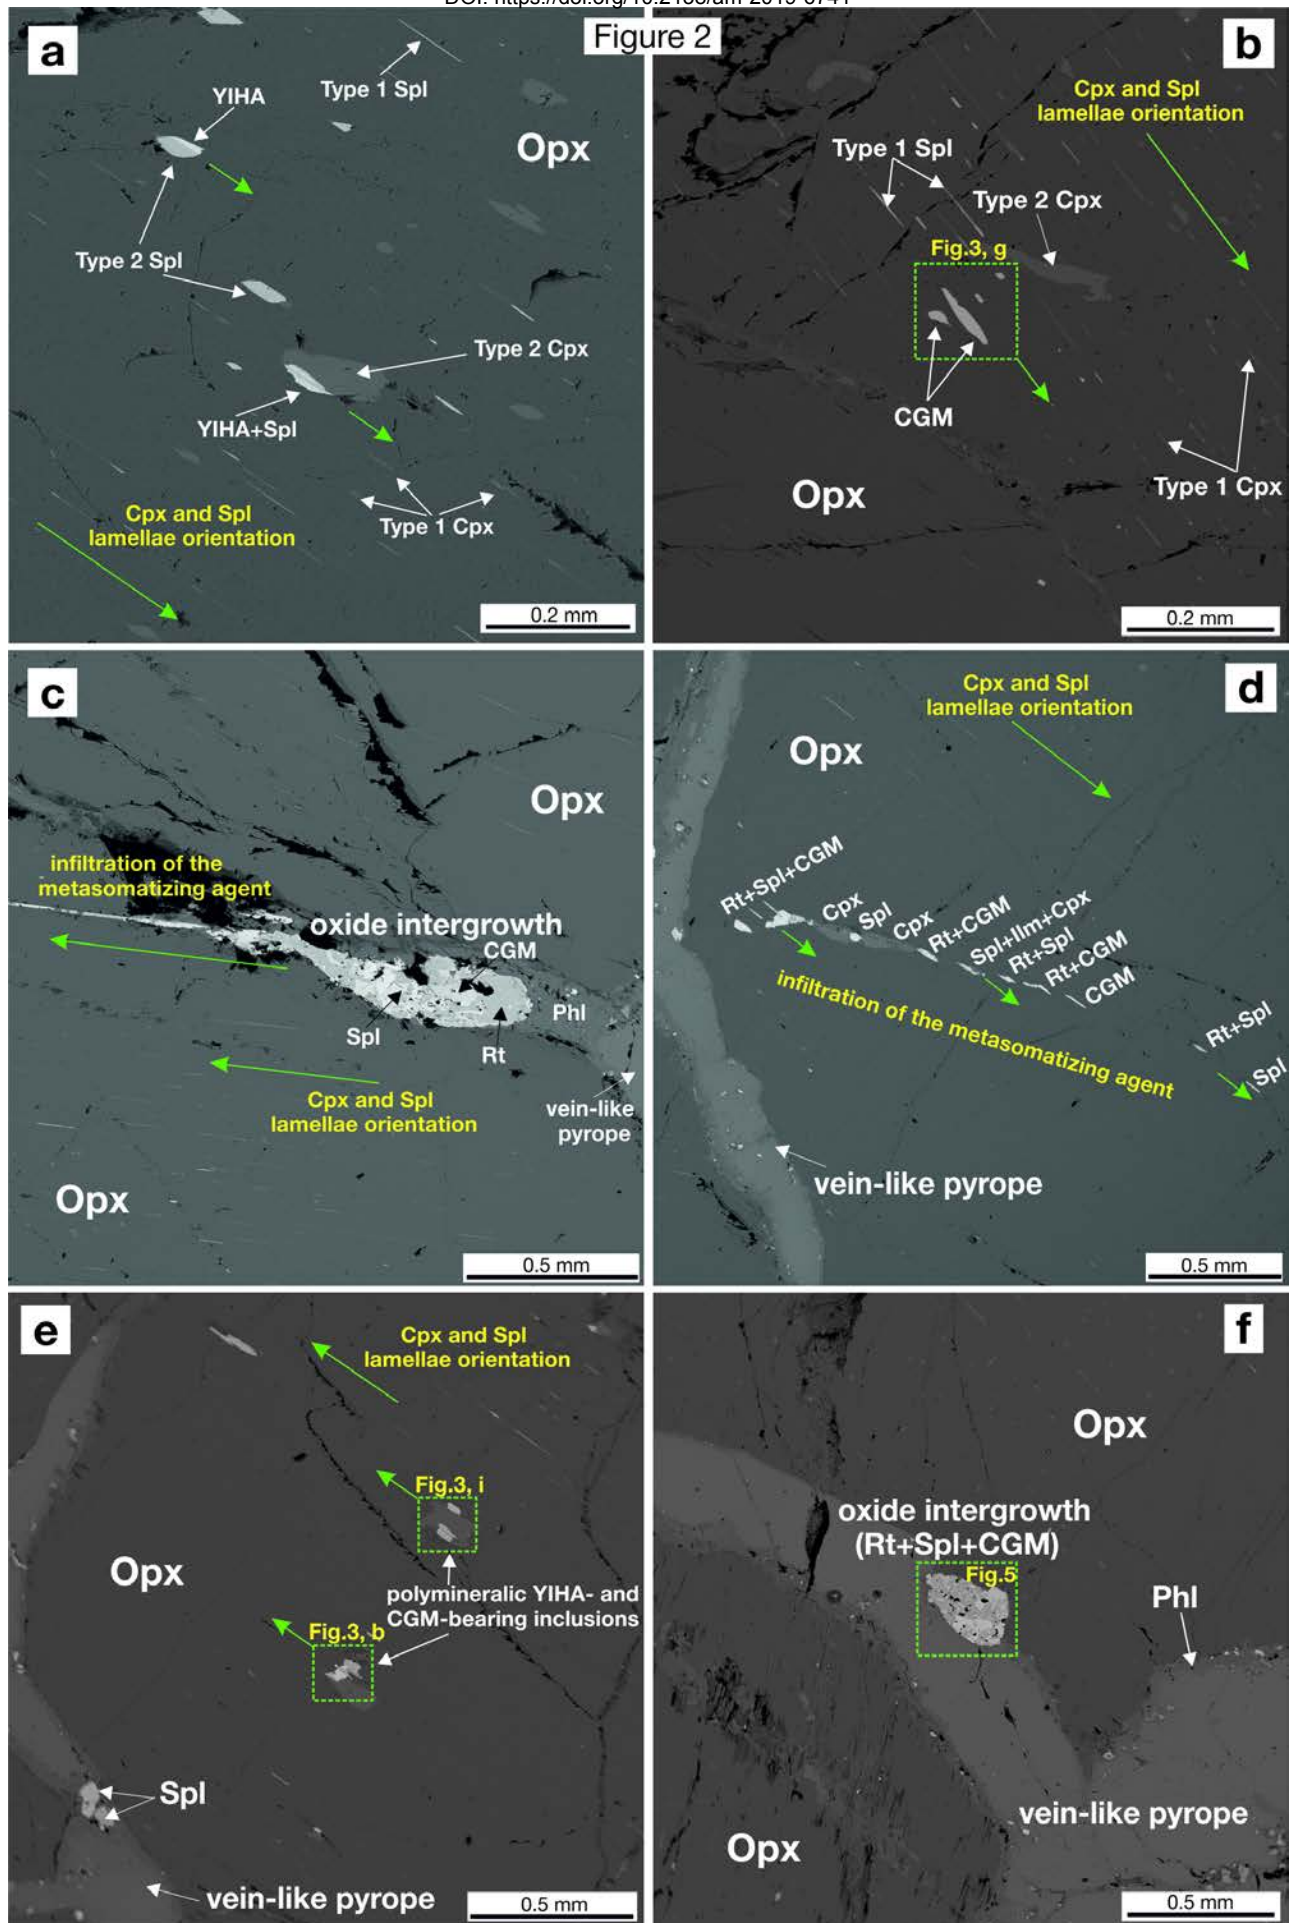 Figure 2
a
Type 1 Spl
YIHA
Opx
Type 2 Spl
Type 2 Cpx
YIHA+Spl
Type 1 Cpx
Cpx and Spl
lamellae orientation
0.2 mm
b
Cpx and Spl
lamellae orientation
Type 1 Spl
Type 2 Cpx
Fig.3, g
CGM
Opx
Type 1 Cpx
0.2 mm
c
Opx
infiltration of the
metasomatizing agent
oxide intergrowth
CGM
Phl
Spl
Rt
Cpx and Spl
lamellae orientation
vein-like
pyrope
Opx
0.5 mm
d
Cpx and Spl
lamellae orientation
Opx
Rt+Spl+CGM
Cpx
Spl
Cpx
Rt+CGM
Spl+Ilm+Cpx
Rt+Spl
Rt+CGM
CGM
Rt+Spl
Spl
infiltration of the metasomatizing agent
vein-like pyrope
0.5 mm
e
Cpx and Spl
lamellae orientation
Fig.3, i
Opx
polymineralic YIHA- and
CGM-bearing inclusions
Fig.3, b
Spl
vein-like pyrope
0.5 mm
f
Opx
oxide intergrowth
(Rt+Spl+CGM)
Fig.5
Phl
vein-like pyrope
Opx
0.5 mm